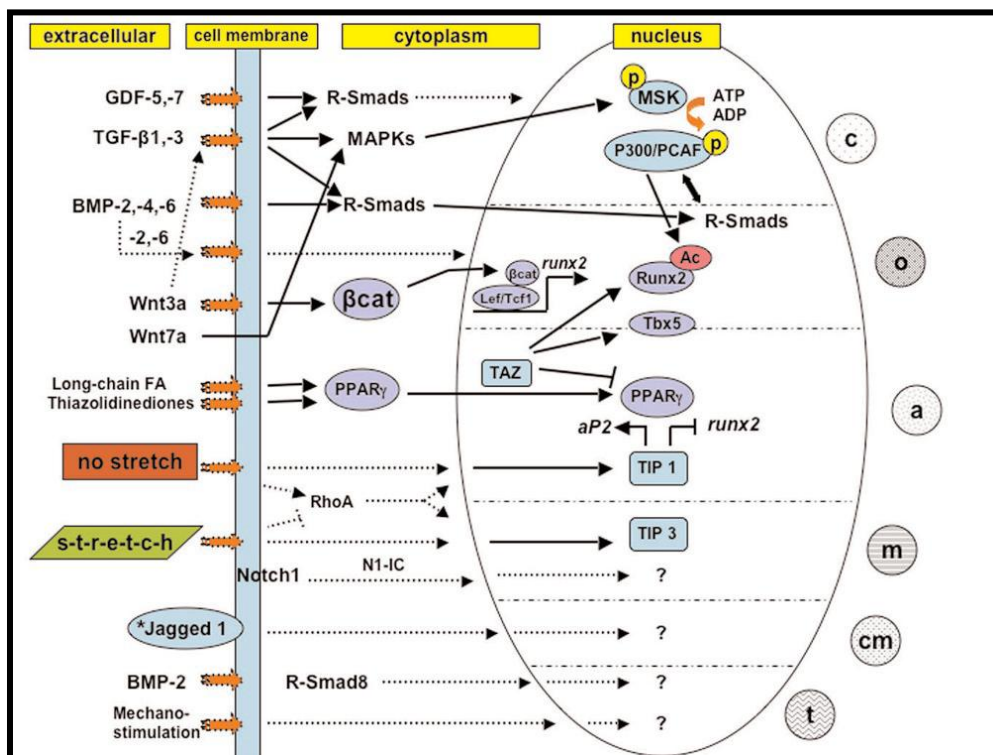 extracellular
cell membrane
cytoplasm
nucleus
GDF-5,-7
R-Smads
p
MSK
ATP
ADP
TGF-β1,-3
MAPKs
P300/PCAF
p
c
BMP-2,-4,-6
R-Smads
R-Smads
-2,-6
Ac
βcat
runx2
Runx2
o
Wnt3a
βcat
Lef/Tcf1
Tbx5
Wnt7a
TAZ
Long-chain FA
Thiazolidinediones
PPARγ
PPARγ
a
aP2
runx2
no stretch
TIP 1
RhoA
s-t-r-e-t-c-h
TIP 3
m
Notch1
N1-IC
?
*Jagged 1
?
cm
BMP-2
R-Smad8
?
Mechano-
stimulation
?
t